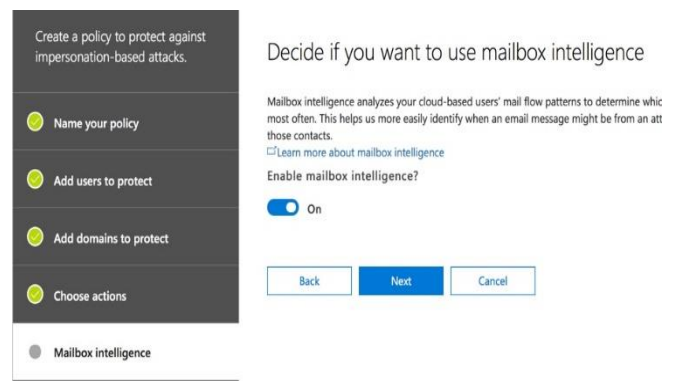 Create a policy to protect against
impersonation-based attacks.
Name your policy
Add users to protect
Add domains to protect
Choose actions
Mailbox intelligence
Decide if you want to use mailbox intelligence
Mailbox intelligence analyzes your cloud-based users' mail flow patterns to determine
most often. This helps us more easily identify when an email message might be from an
those contacts.
Learn more about mailbox intelligence
Enable mailbox intelligence?
On
Back Next Cancel